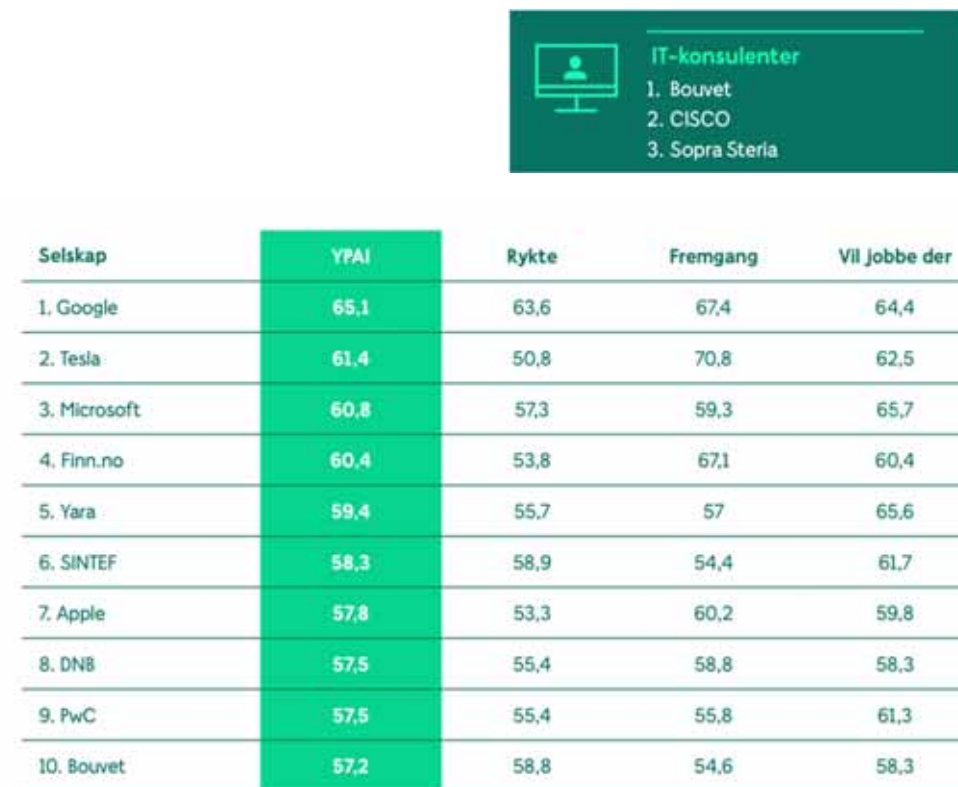 IT-konsulenter
1. Bouvet
2. CISCO
3. Sopra Steria
Selskap YPAI Rykte Fremgang Vil jobbe der
1. Google 65,1 63,6 67,4 64,4
2. Tesla 61,4 50,8 70,8 62,5
3. Microsoft 60,8 57,3 59,3 65,7
4. Finn.no 60,4 53,8 67,1 60,4
5. Yara 59,4 55,7 57 65,6
6. SINTEF 58,3 58,9 54,4 61,7
7. Apple 57,8 53,3 60,2 59,8
8. DNB 57,5 55,4 58,8 58,3
9. PwC 57,5 55,4 55,8 61,3
10. Bouvet 57,2 58,8 54,6 58,3